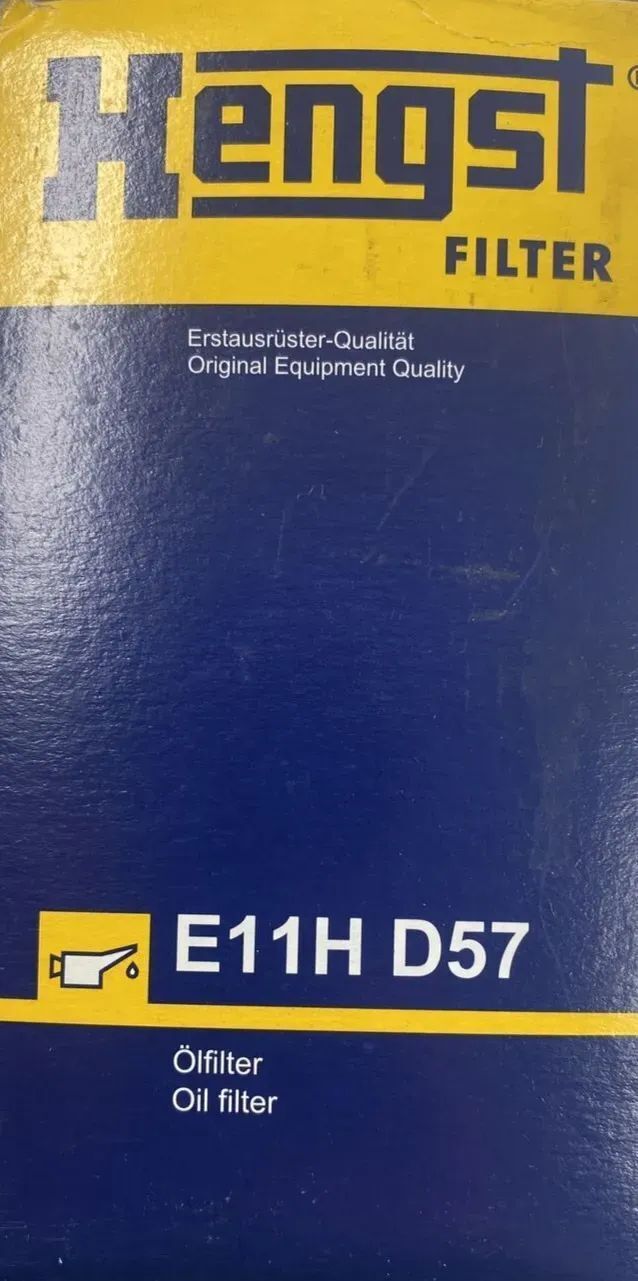 Hengst
FILTER
Erstausrüster-Qualität
Original Equipment Quality
E11H D57
Ölfilter
Oil filter